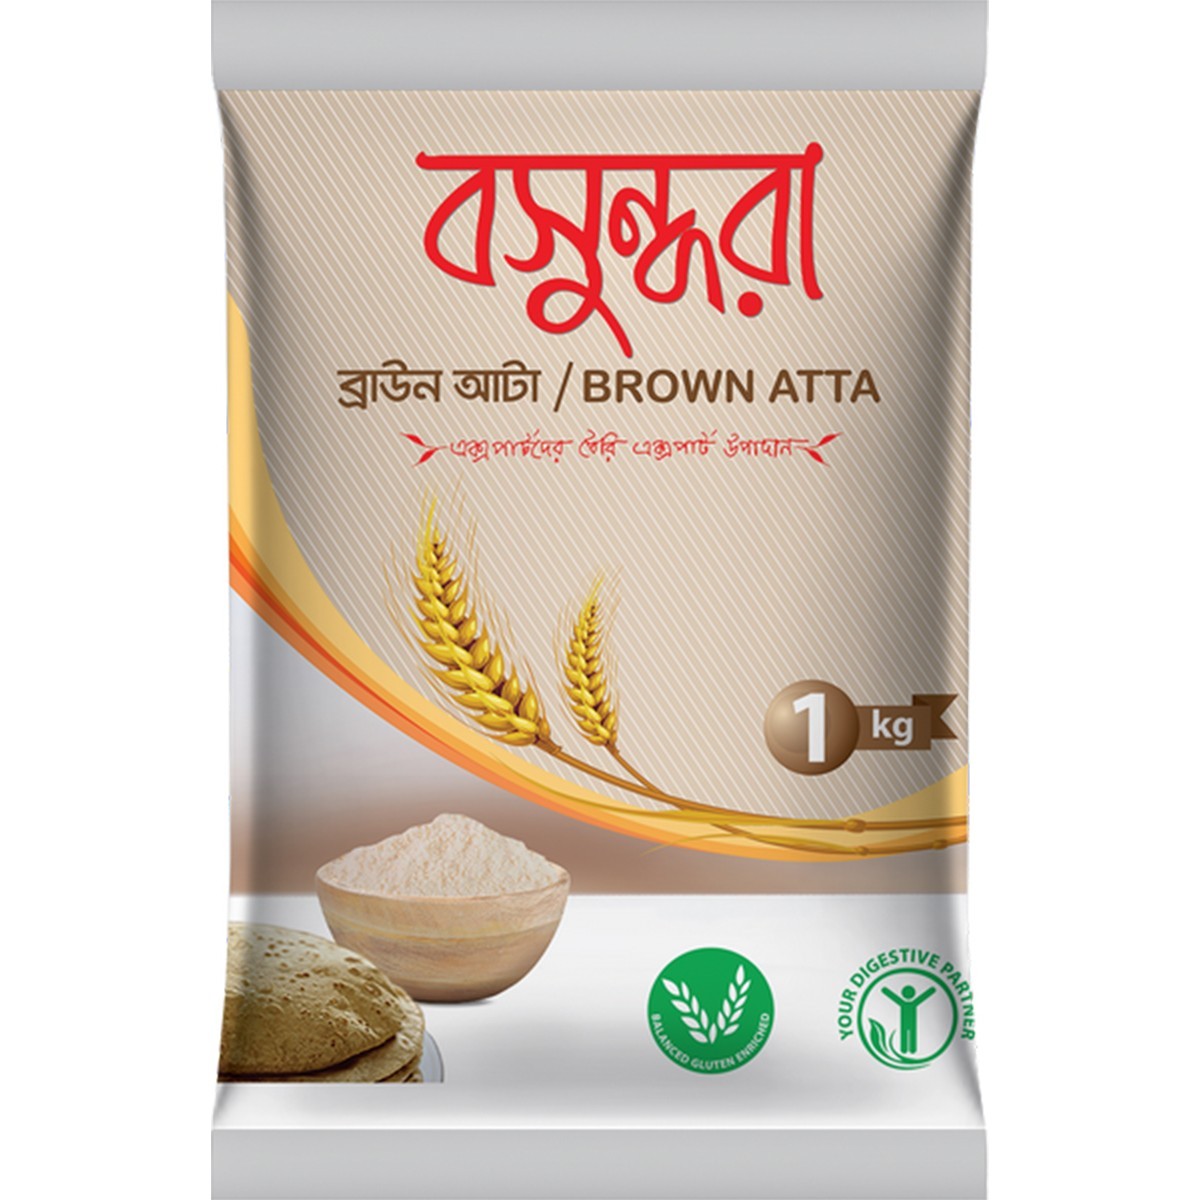 বসুন্ধরা
ব্রাউন আটা / BROWN ATTA
এক্সপার্টদের তৈরি এক্সপার্ট উপাদান
1 kg
BALANCED GLUTEN ENRICHED
YOUR DIGESTIVE PARTNER